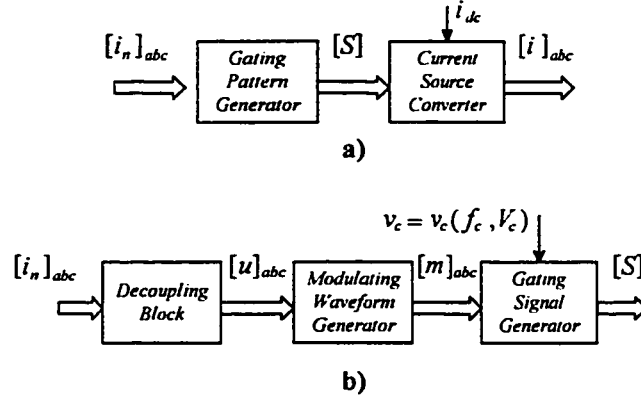 i_dc
[i_n]_abc
[S]
[i]_abc
Gating
Pattern
Generator
Current
Source
Converter
a)
v_c = v_c(f_c, V_c)
[i_n]_abc
[u]_abc
[m]_abc
[S]
Decoupling
Block
Modulating
Waveform
Generator
Gating
Signal
Generator
b)